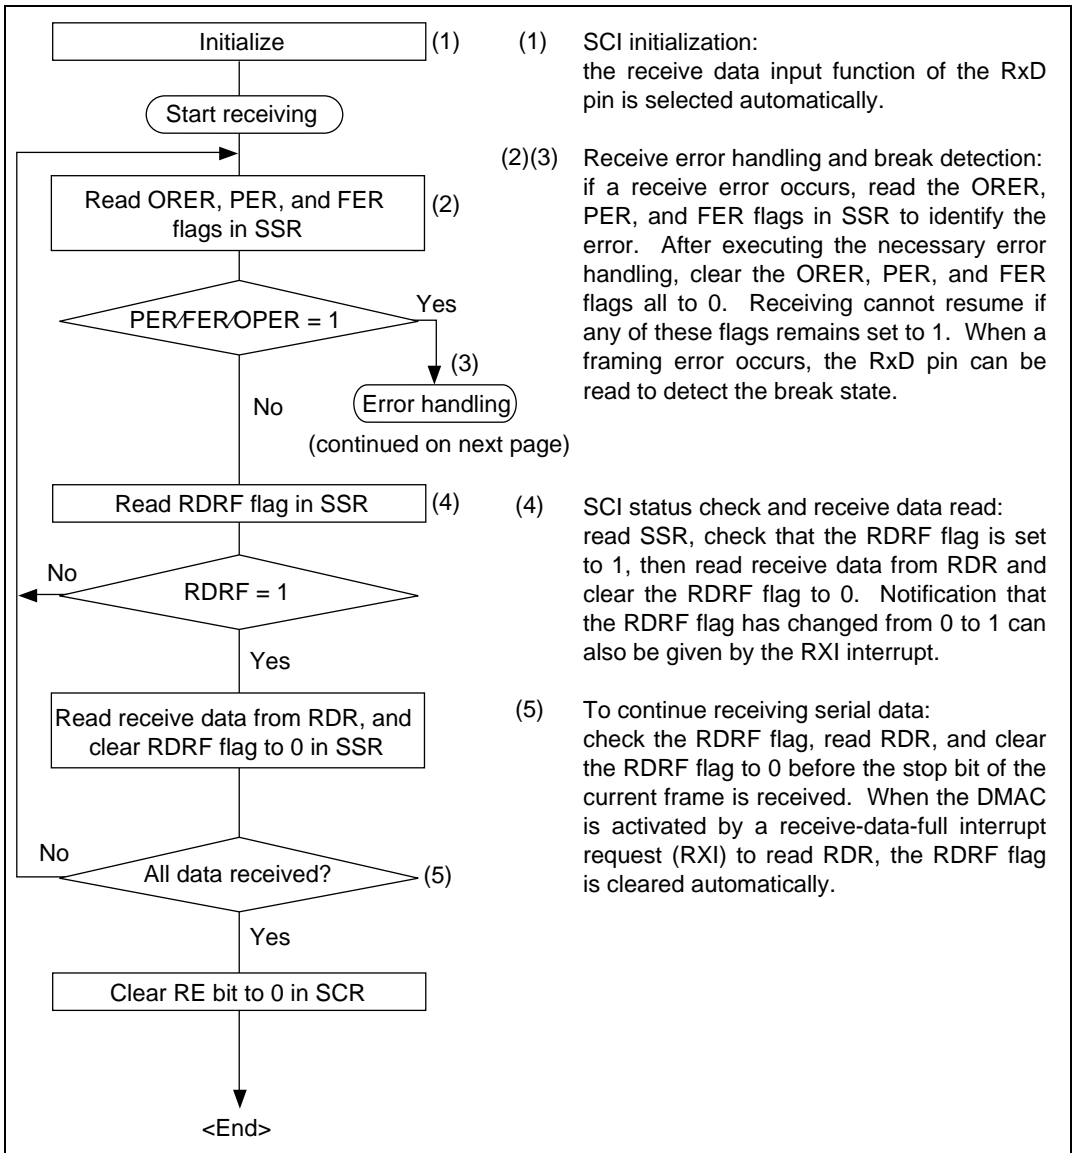 Initialize (1)
Start receiving
Read ORER, PER, and FER
flags in SSR
(2)
PER/FER/OPER = 1
Yes
(3)
Error handling
(continued on next page)
No
Read RDRF flag in SSR (4)
No
RDRF = 1
Yes
Read receive data from RDR, and
clear RDRF flag to 0 in SSR
No
All data received? (5)
Yes
Clear RE bit to 0 in SCR
<End>
(1) SCI initialization:
the receive data input function of the RxD
pin is selected automatically.
(2)(3) Receive error handling and break detection:
if a receive error occurs, read the ORER,
PER, and FER flags in SSR to identify the
error. After executing the necessary error
handling, clear the ORER, PER, and FER
flags all to 0. Receiving cannot resume if
any of these flags remains set to 1. When a
framing error occurs, the RxD pin can be
read to detect the break state.
(4) SCI status check and receive data read:
read SSR, check that the RDRF flag is set
to 1, then read receive data from RDR and
clear the RDRF flag to 0. Notification that
the RDRF flag has changed from 0 to 1 can
also be given by the RXI interrupt.
(5) To continue receiving serial data:
check the RDRF flag, read RDR, and clear
the RDRF flag to 0 before the stop bit of the
current frame is received. When the DMAC
is activated by a receive-data-full interrupt
request (RXI) to read RDR, the RDRF flag
is cleared automatically.